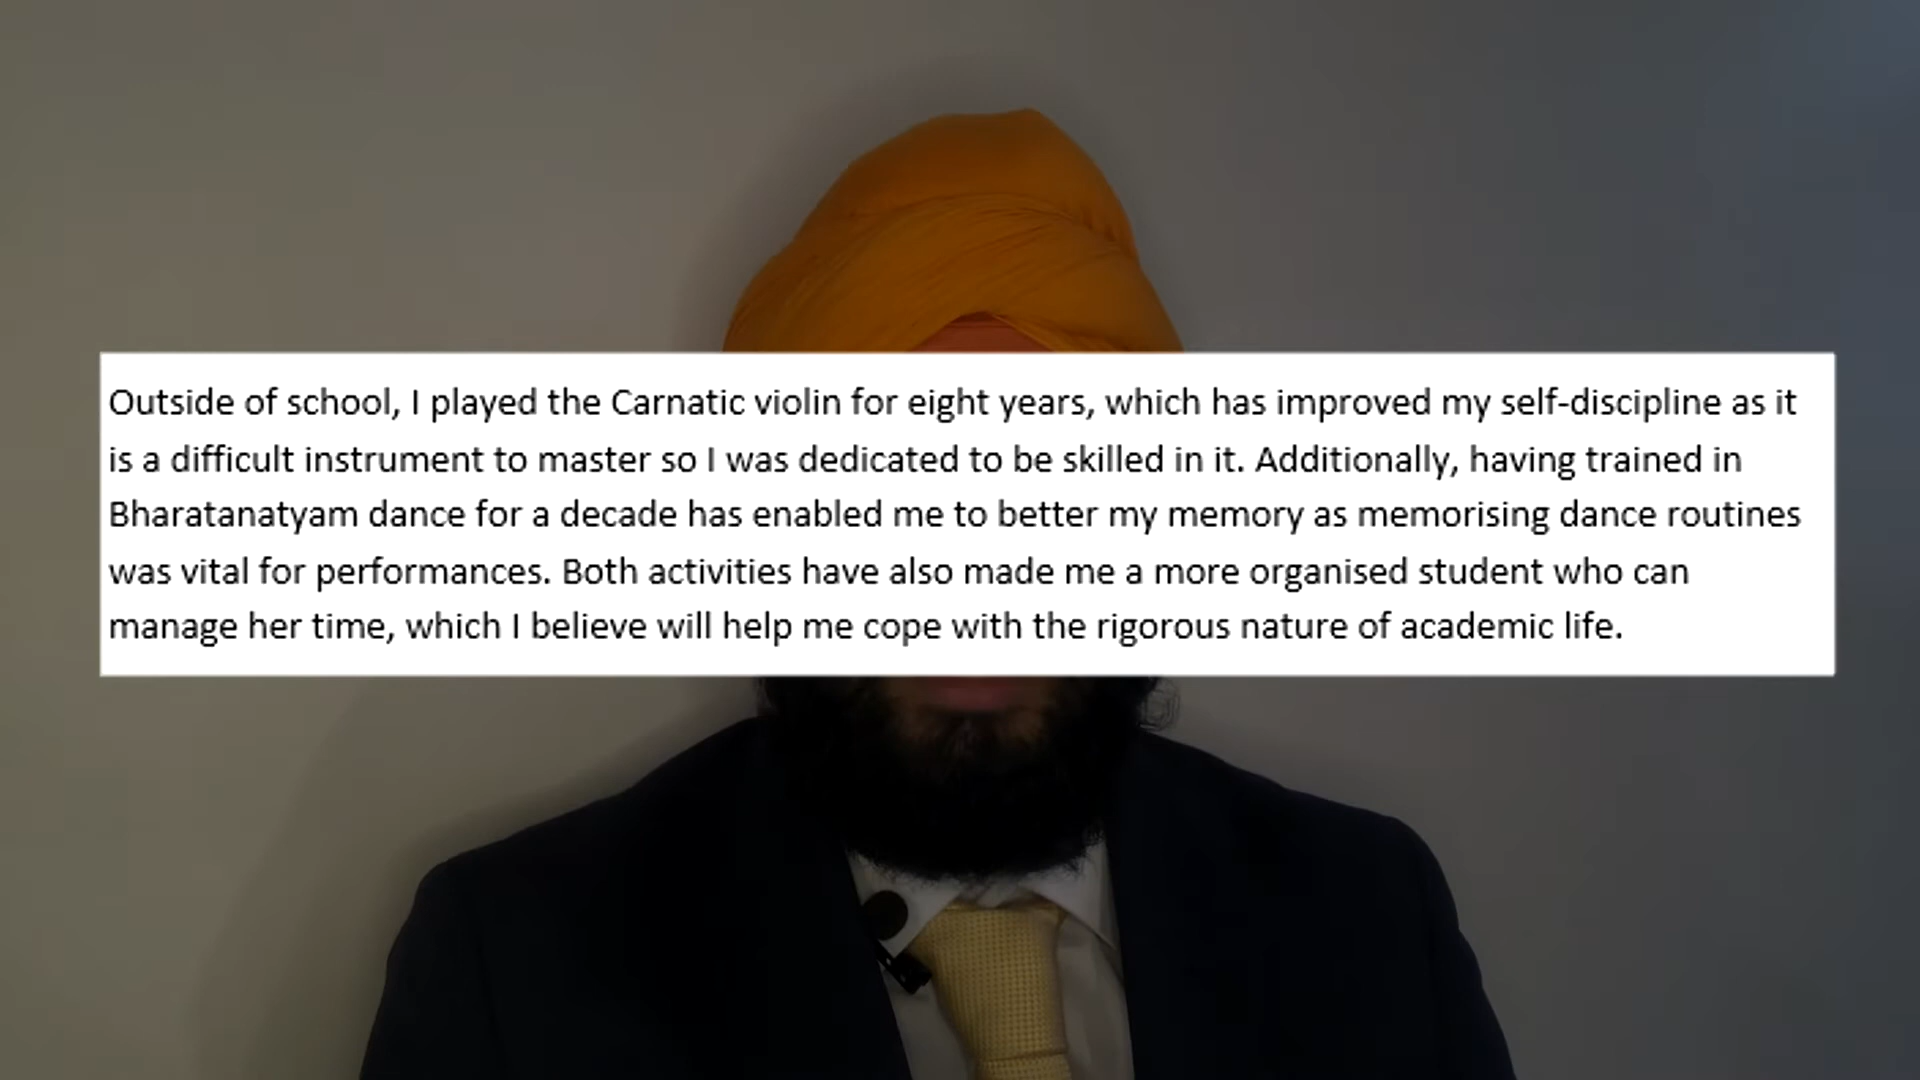 Outside of school, I played the Carnatic violin for eight years, which has improved my self-discipline as it
is a difficult instrument to master so I was dedicated to be skilled in it. Additionally, having trained in
Bharatanatyam dance for a decade has enabled me to better my memory as memorising dance routines
was vital for performances. Both activities have also made me a more organised student who can
manage her time, which I believe will help me cope with the rigorous nature of academic life.